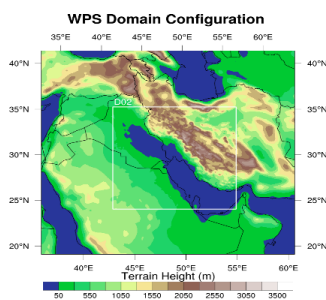 WPS Domain Configuration
35°E 40°E 45°E 50°E 55°E 60°E
40°N 40°N
35°N 35°N
D02
30°N 30°N
25°N 25°N
20°N 20°N
40°E 45°E 50°E 55°E 60°E
Terrain Height (m)
50 550 1050 1550 2050 2550 3050 3500